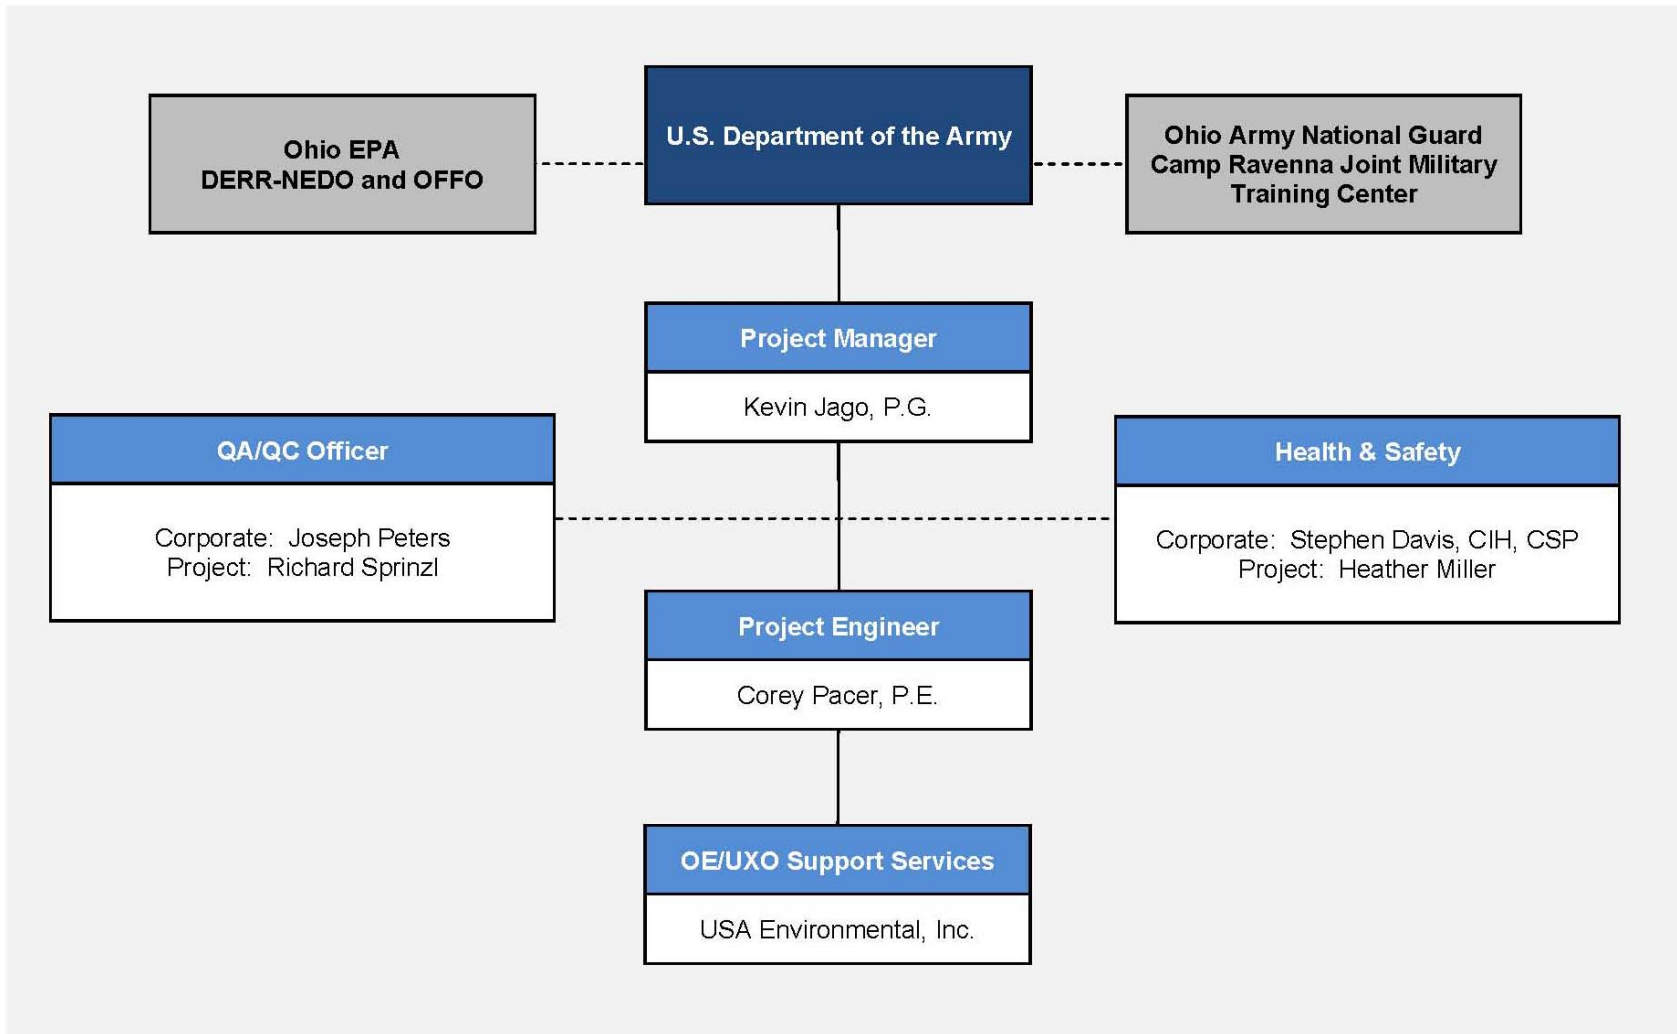 U.S. Department of the Army
Ohio EPA
DERR-NEDO and OFFO
Ohio Army National Guard
Camp Ravenna Joint Military
Training Center
Project Manager
Kevin Jago, P.G.
QA/QC Officer
Corporate:  Joseph Peters
Project:  Richard Sprinzl
Health & Safety
Corporate:  Stephen Davis, CIH, CSP
Project:  Heather Miller
Project Engineer
Corey Pacer, P.E.
OE/UXO Support Services
USA Environmental, Inc.